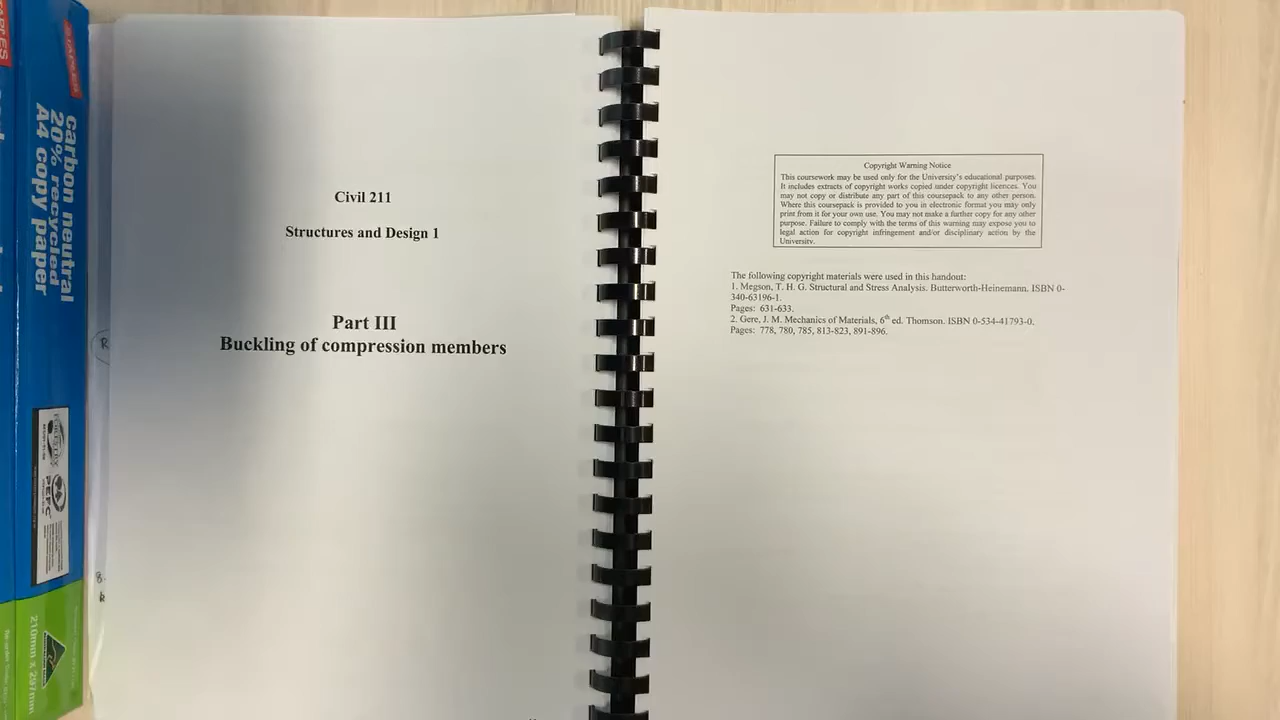 STAPLES
carbon neutral
20% recycled
A4 copy paper
PEFC
210mm x 297mm
Civil 211
Structures and Design 1
Part III
Buckling of compression members
Copyright Warning Notice
This coursework may be used only for the University's educational purposes.
It includes extracts of copyright works copied under copyright licences. You
may not copy or distribute any part of this coursepack to any other person.
Where this coursepack is provided to you in electronic format you may only
print from it for your own use. You may not make a further copy for any other
purpose. Failure to comply with the terms of this warning may expose you to
legal action for copyright infringement and/or disciplinary action by the
University.
The following copyright materials were used in this handout:
1. Megson, T. H. G. Structural and Stress Analysis. Butterworth-Heinemann. ISBN 0-
340-63196-1.
Pages: 631-633.
2. Gere, J. M. Mechanics of Materials, 6th ed. Thomson. ISBN 0-534-41793-0.
Pages: 778, 780, 785, 813-823, 891-896.